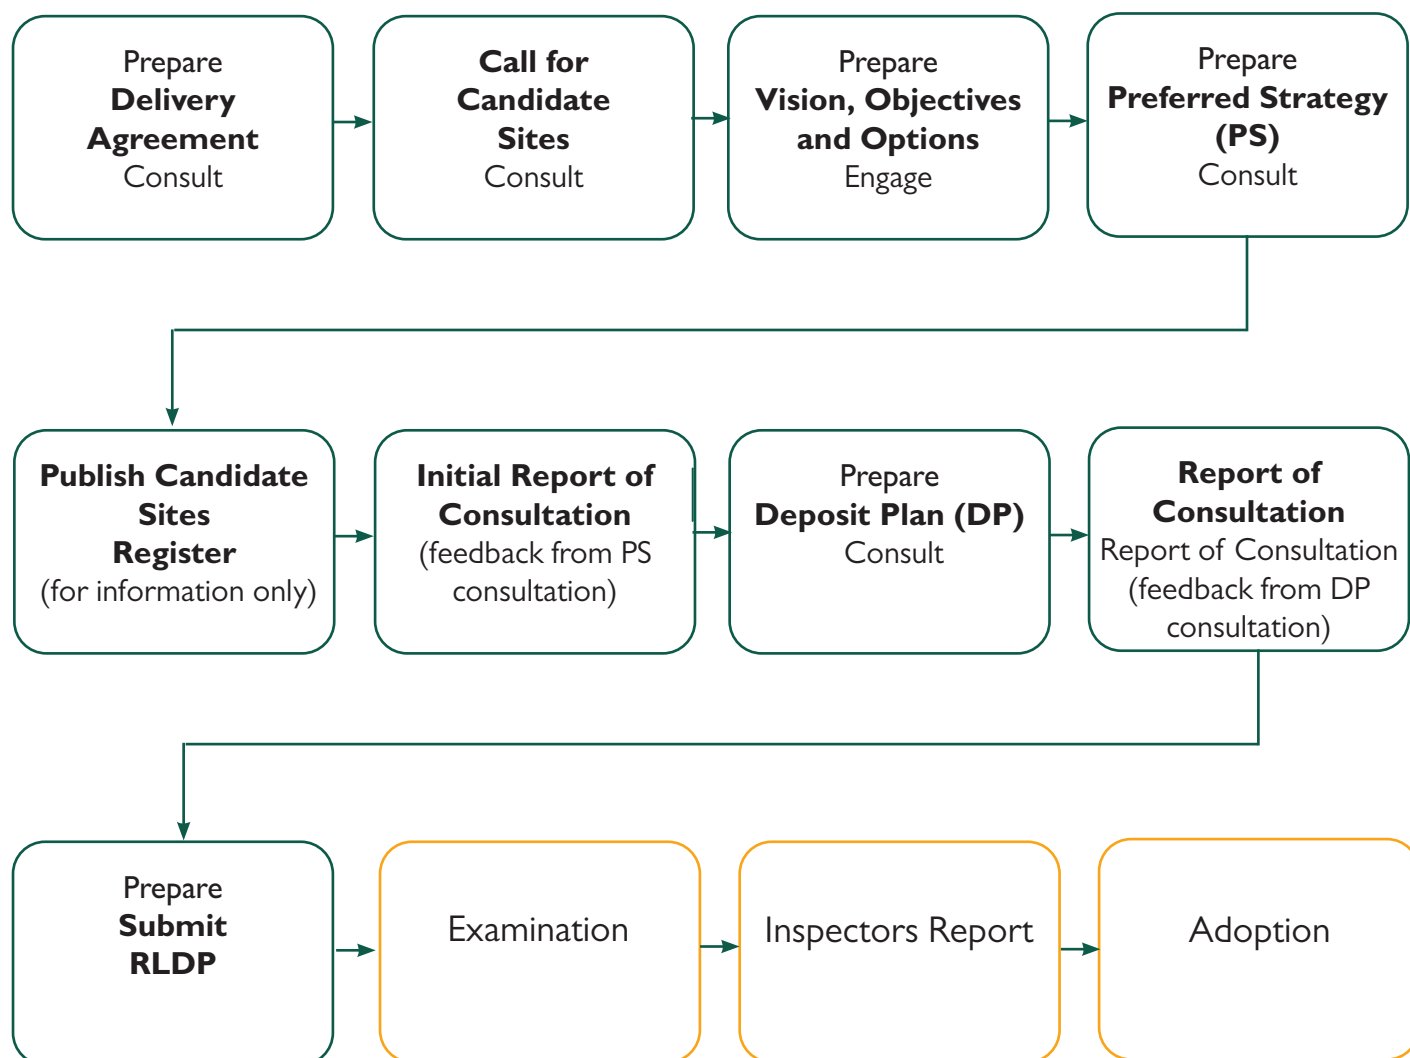 Prepare
Delivery
Agreement
Consult
Call for
Candidate
Sites
Consult
Prepare
Vision, Objectives
and Options
Engage
Prepare
Preferred Strategy
(PS)
Consult
Publish Candidate
Sites
Register
(for information only)
Initial Report of
Consultation
(feedback from PS
consultation)
Prepare
Deposit Plan (DP)
Consult
Report of
Consultation
Report of Consultation
(feedback from DP
consultation)
Prepare
Submit
RLDP
Examination
Inspectors Report
Adoption